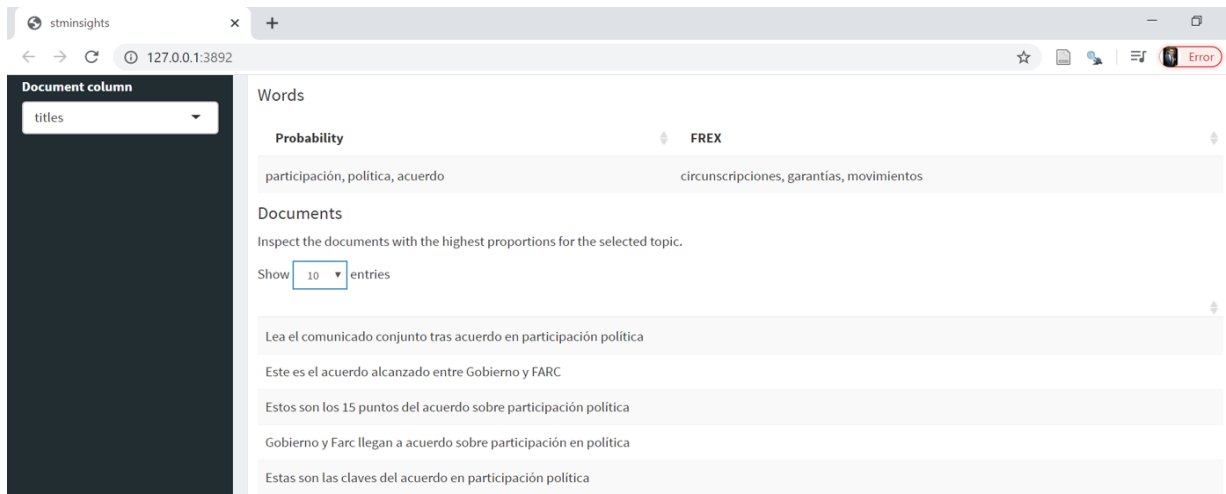 stminsights
127.0.0.1:3892
Error
Document column
titles
Words
Probability FREX
participación, política, acuerdo circunscripciones, garantías, movimientos
Documents
Inspect the documents with the highest proportions for the selected topic.
Show 10 entries
Lea el comunicado conjunto tras acuerdo en participación política
Este es el acuerdo alcanzado entre Gobierno y FARC
Estos son los 15 puntos del acuerdo sobre participación política
Gobierno y Farc llegan a acuerdo sobre participación en política
Estas son las claves del acuerdo en participación política